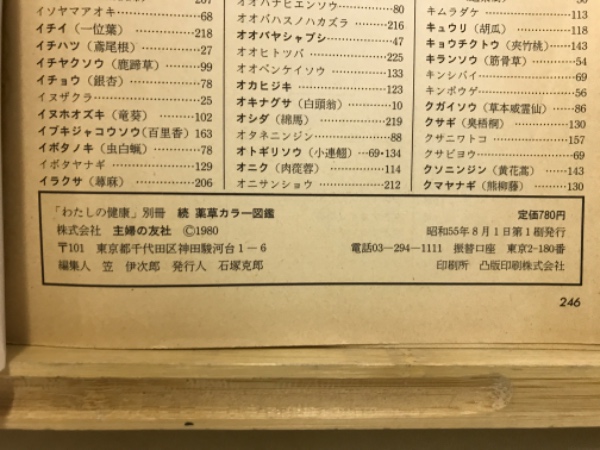 イソヤマアオキ……68
イチイ（一位葉）……218
イチハツ（鳶尾根）……27
イチヤクソウ（鹿蹄草）……99
イチョウ（銀杏）……78
イヌザクラ……25
イヌホオズキ（竜葵）……102
イブキジャコウソウ（百里香）163
イボタノキ（虫白蝋）……78
イボタヤナギ……129
イラクサ（蕁麻）……206
オオバナヒエンソウ……80
オオバハスノハカズラ……216
オオバヤシャブシ……47
オオヒトツバ……225
オオベンケイソウ……133
オカヒジキ……123
オキナグサ（白頭翁）……10
オシダ（綿馬）……219
オタネニンジン……88
オトギリソウ（小連翹）…69・134
オニク（肉蓯蓉）……114
オニサンショウ……212
キムラダケ……113
キュウリ（胡瓜）……118
キョウチクトウ（夾竹桃）……143
キランソウ（筋骨草）……54
キンシバイ……69
キンポウゲ……56
クガイソウ（草本威霊仙）……86
クサギ（臭梧桐）……130
クサニワトコ……157
クサビヨウ……69
クソニンジン（黄花蒿）……143
クマヤナギ（熊柳藤）……130
「わたしの健康」別冊 続 薬草カラー図鑑 定価780円
株式会社 主婦の友社 ©1980 昭和55年8月1日第1刷発行
〒101 東京都千代田区神田駿河台1－6 電話03－294－1111 振替口座 東京2-180番
編集人 笠 伊次郎 発行人 石塚克郎 印刷所 凸版印刷株式会社
246